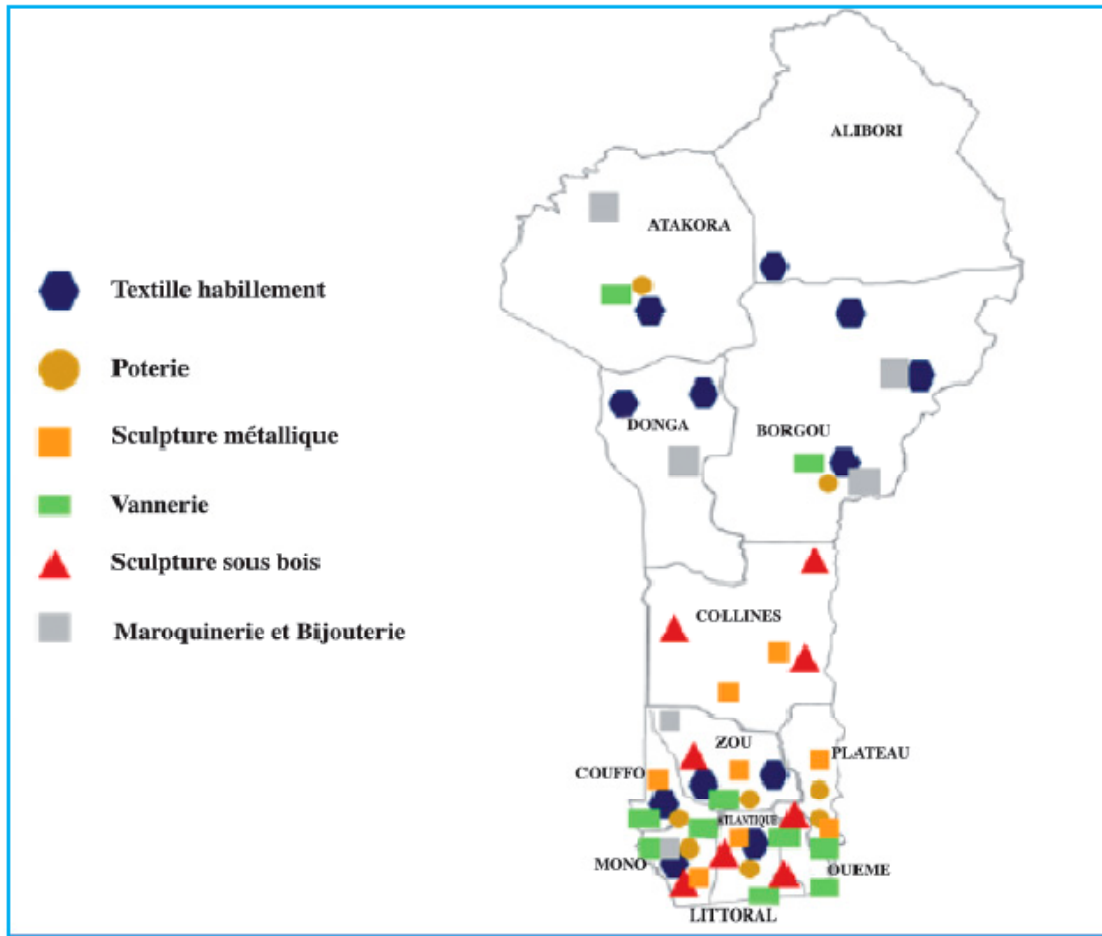 Textille habillement
Poterie
Sculpture métallique
Vannerie
Sculpture sous bois
Maroquinerie et Bijouterie
ALIBORI
ATAKORA
DONGA
BORGOU
COLLINES
ZOU
PLATEAU
COUFFO
ATLANTIQUE
MONO
OUEME
LITTORAL